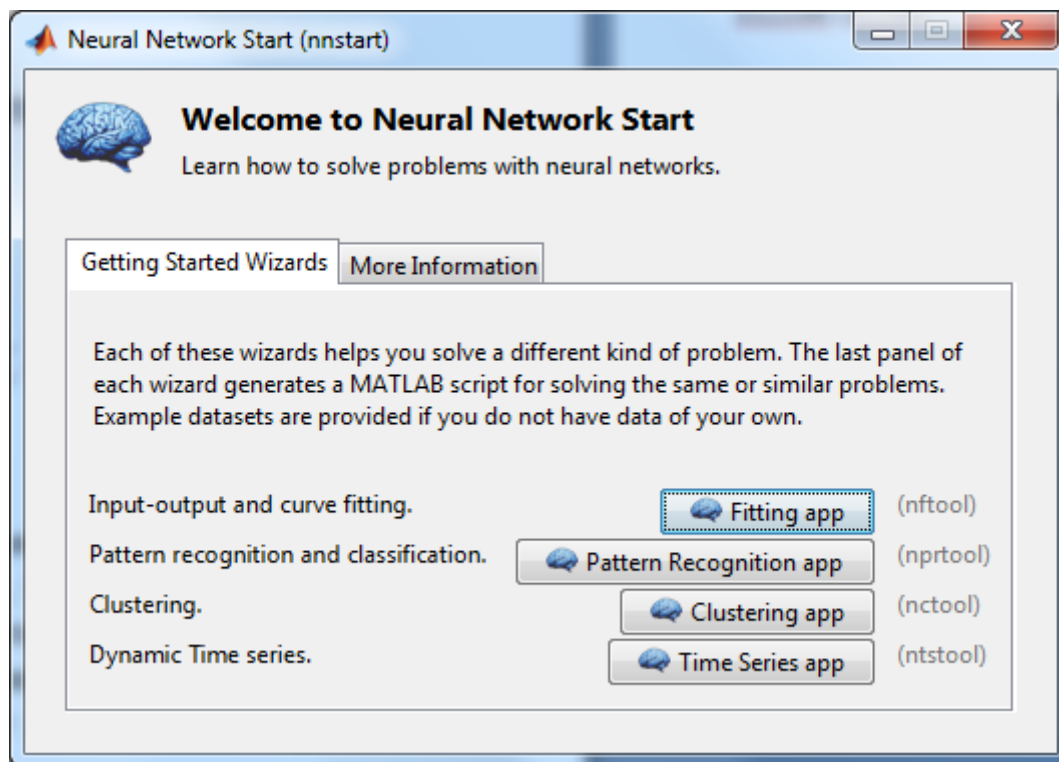 Neural Network Start (nnstart)
Welcome to Neural Network Start
Learn how to solve problems with neural networks.
Getting Started Wizards
More Information
Each of these wizards helps you solve a different kind of problem. The last panel of
each wizard generates a MATLAB script for solving the same or similar problems.
Example datasets are provided if you do not have data of your own.
Input-output and curve fitting. Fitting app (nftool)
Pattern recognition and classification. Pattern Recognition app (nprtool)
Clustering. Clustering app (nctool)
Dynamic Time series. Time Series app (ntstool)